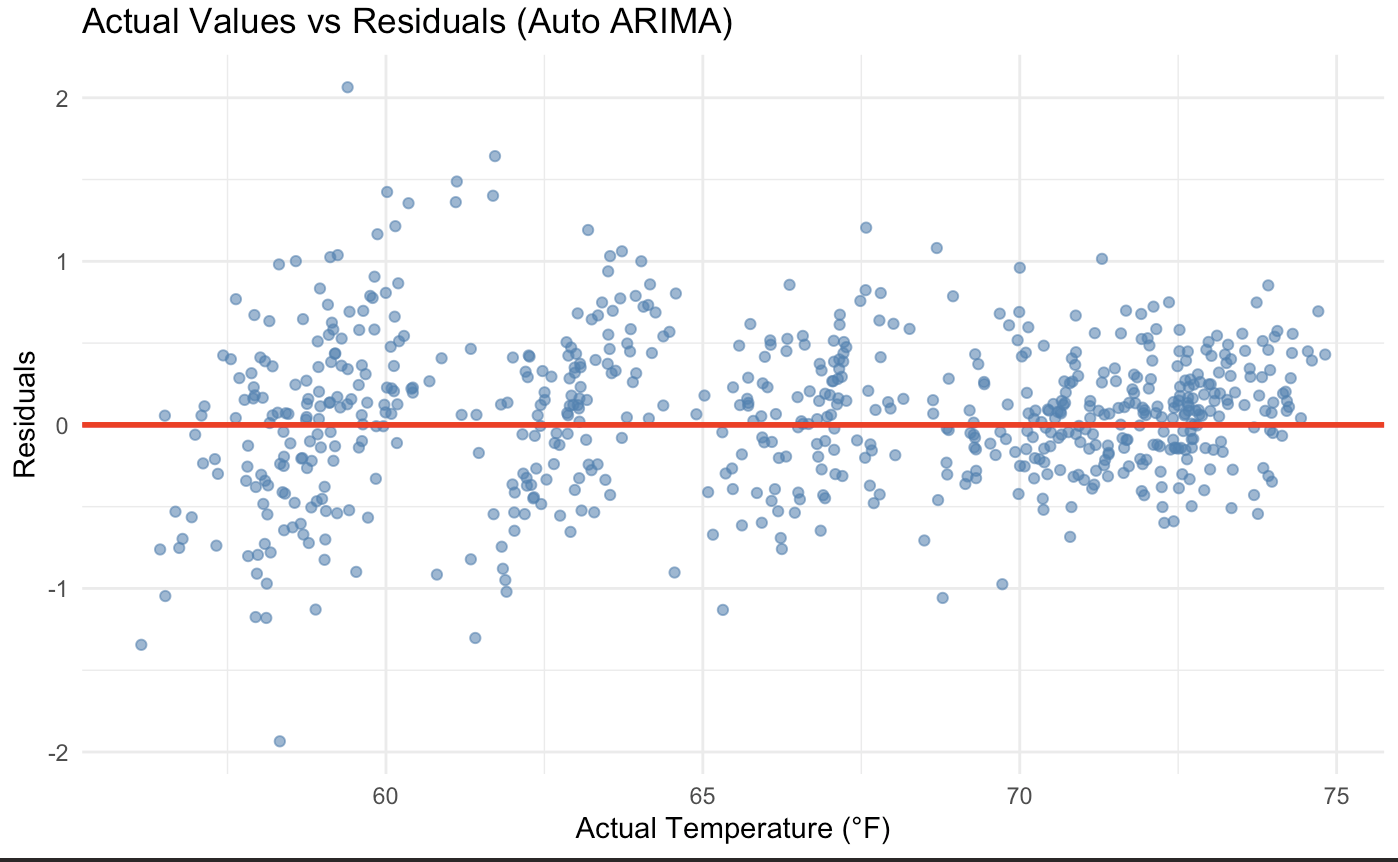 Actual Values vs Residuals (Auto ARIMA)
2
1
0
-1
-2
Residuals
60 65 70 75
Actual Temperature (°F)